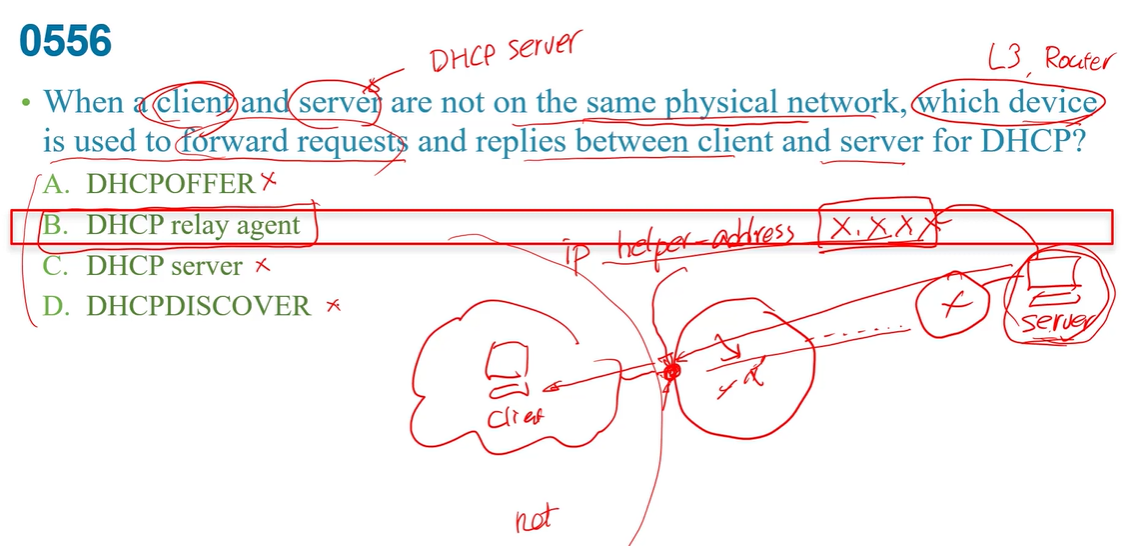 0556
DHCP server
L3, Router
• When a client and server are not on the same physical network, which device
is used to forward requests and replies between client and server for DHCP?
A. DHCPOFFER ×
B. DHCP relay agent
ip helper-address X.X.X.X
C. DHCP server ×
D. DHCPDISCOVER ×
server
Client
not